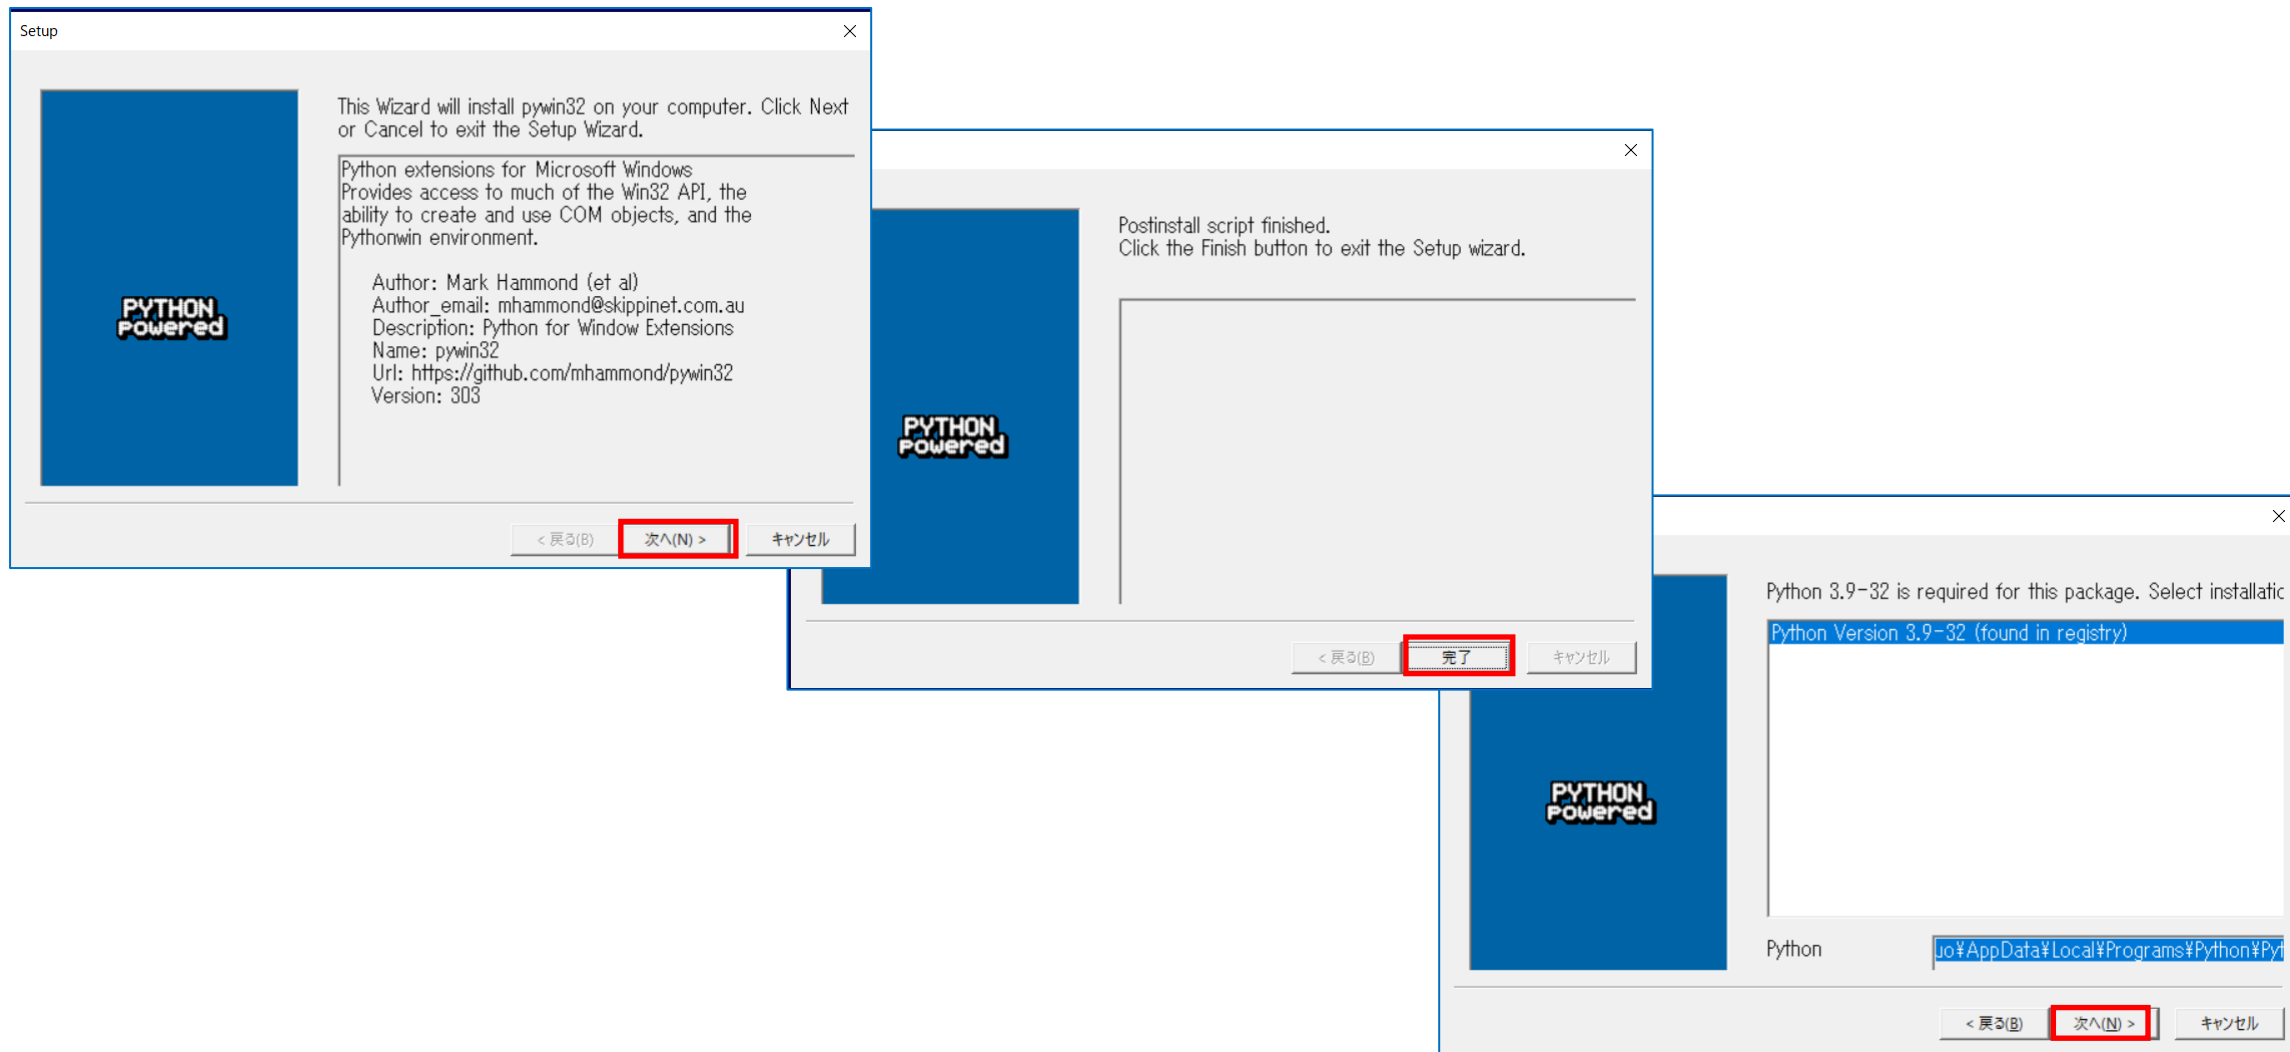 Setup
This Wizard will install pywin32 on your computer. Click Next
or Cancel to exit the Setup Wizard.
Python extensions for Microsoft Windows
Provides access to much of the Win32 API, the
ability to create and use COM objects, and the
Pythonwin environment.
Author: Mark Hammond (et al)
Author_email: mhammond@skippinet.com.au
Description: Python for Window Extensions
Name: pywin32
Url: https://github.com/mhammond/pywin32
Version: 303
PYTHON
powered
< 戻る(B)
次へ(N) >
キャンセル
Postinstall script finished.
Click the Finish button to exit the Setup wizard.
PYTHON
powered
< 戻る(B)
完了
キャンセル
Python 3.9-32 is required for this package. Select
Python Version 3.9-32 (found in registry)
PYTHON
powered
Python
uo¥AppData¥Local¥Programs¥Python¥Pyt
< 戻る(B)
次へ(N) >
キャンセル